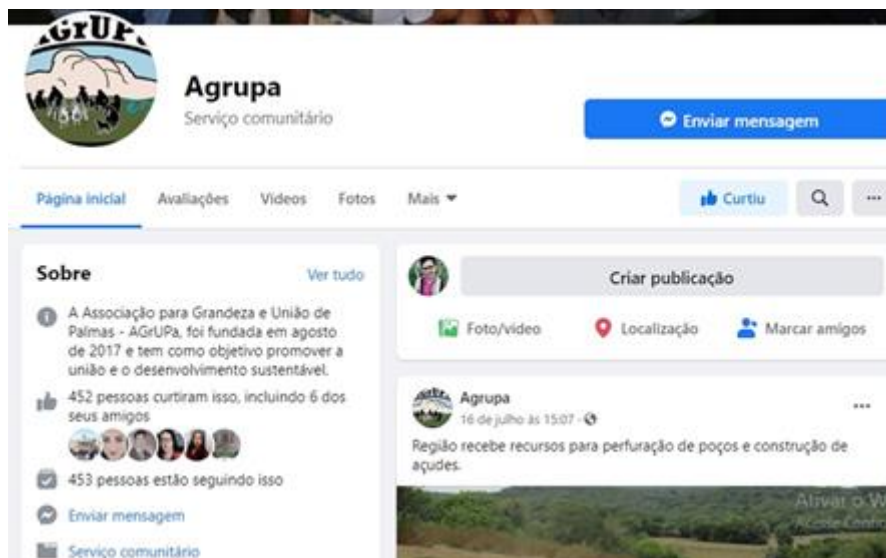 AGrUPa
Agrupa
Serviço comunitário
Enviar mensagem
Página inicial
Avaliações
Vídeos
Fotos
Mais
Curtiu
Sobre
Ver tudo
A Associação para Grandeza e União de
Palmas - AGrUPa, foi fundada em agosto
de 2017 e tem como objetivo promover a
união e o desenvolvimento sustentável.
452 pessoas curtiram isso, incluindo 6 dos
seus amigos
453 pessoas estão seguindo isso
Enviar mensagem
Serviço comunitário
Criar publicação
Foto/vídeo
Localização
Marcar amigos
Agrupa
16 de julho às 15:07 ·
Região recebe recursos para perfuração de poços e construção de
açudes.
Ativar o W